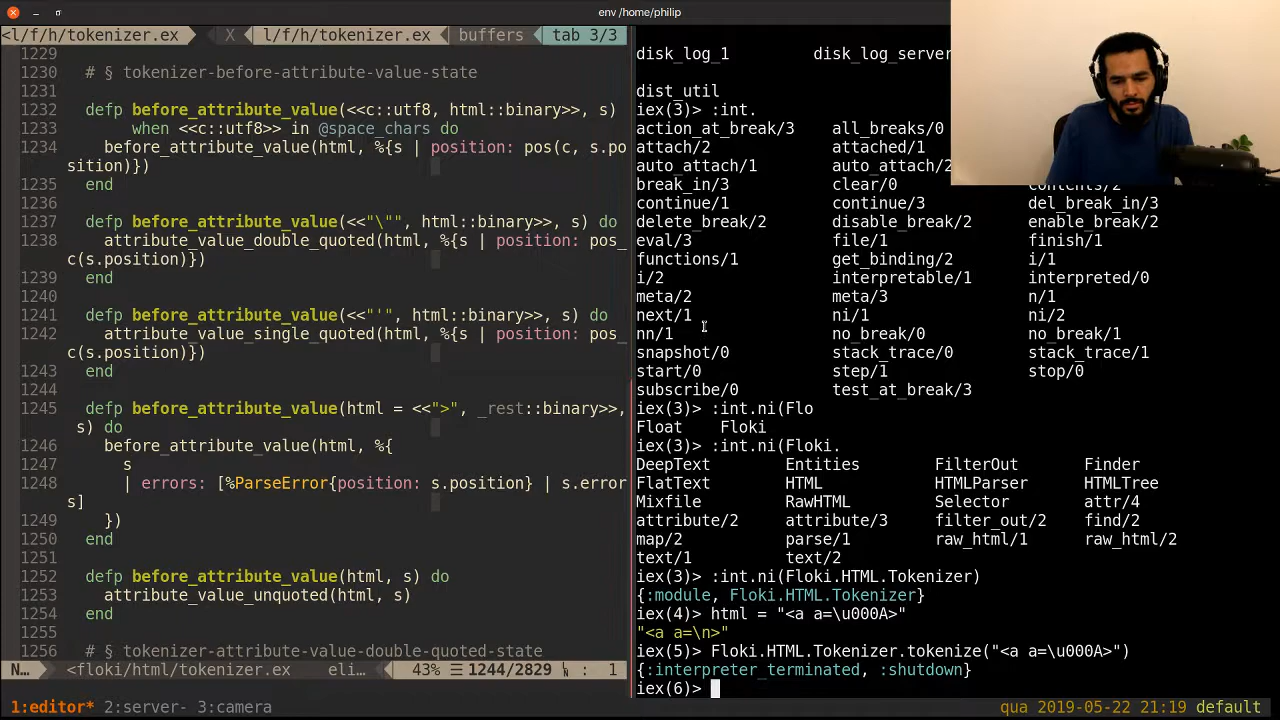 env /home/philip
<l/f/h/tokenizer.ex X l/f/h/tokenizer.ex buffers tab 3/3
1229
1230 # § tokenizer-before-attribute-value-state
1231
1232 defp before_attribute_value(<<c::utf8, html::binary>>, s)
1233 when <<c::utf8>> in @space_chars do
1234 before_attribute_value(html, %{s | position: pos(c, s.po
sition)})
1235 end
1236
1237 defp before_attribute_value(<<"\"", html::binary>>, s) do
1238 attribute_value_double_quoted(html, %{s | position: pos_
c(s.position)})
1239 end
1240
1241 defp before_attribute_value(<<"'", html::binary>>, s) do
1242 attribute_value_single_quoted(html, %{s | position: pos_
c(s.position)})
1243 end
1244
1245 defp before_attribute_value(html = <<">", _rest::binary>>,
s) do
1246 before_attribute_value(html, %{
1247 s
1248 | errors: [%ParseError{position: s.position} | s.error
s]
1249 })
1250 end
1251
1252 defp before_attribute_value(html, s) do
1253 attribute_value_unquoted(html, s)
1254 end
1255
1256 # § tokenizer-attribute-value-double-quoted-state
N… <floki/html/tokenizer.ex eli… 43% ☰ 1244/2829 ㏑ : 1
disk_log_1 disk_log_server
dist_util
iex(3)> :int.
action_at_break/3 all_breaks/0
attach/2 attached/1
auto_attach/1 auto_attach/2
break_in/3 clear/0 contents/2
continue/1 continue/3 del_break_in/3
delete_break/2 disable_break/2 enable_break/2
eval/3 file/1 finish/1
functions/1 get_binding/2 i/1
i/2 interpretable/1 interpreted/0
meta/2 meta/3 n/1
next/1 ni/1 ni/2
nn/1 no_break/0 no_break/1
snapshot/0 stack_trace/0 stack_trace/1
start/0 step/1 stop/0
subscribe/0 test_at_break/3
iex(3)> :int.ni(Flo
Float Floki
iex(3)> :int.ni(Floki.
DeepText Entities FilterOut Finder
FlatText HTML HTMLParser HTMLTree
Mixfile RawHTML Selector attr/4
attribute/2 attribute/3 filter_out/2 find/2
map/2 parse/1 raw_html/1 raw_html/2
text/1 text/2
iex(3)> :int.ni(Floki.HTML.Tokenizer)
{:module, Floki.HTML.Tokenizer}
iex(4)> html = "<a a=\u000A>"
"<a a=\n>"
iex(5)> Floki.HTML.Tokenizer.tokenize("<a a=\u000A>")
{:interpreter_terminated, :shutdown}
iex(6)>
1:editor* 2:server- 3:camera qua 2019-05-22 21:19 default